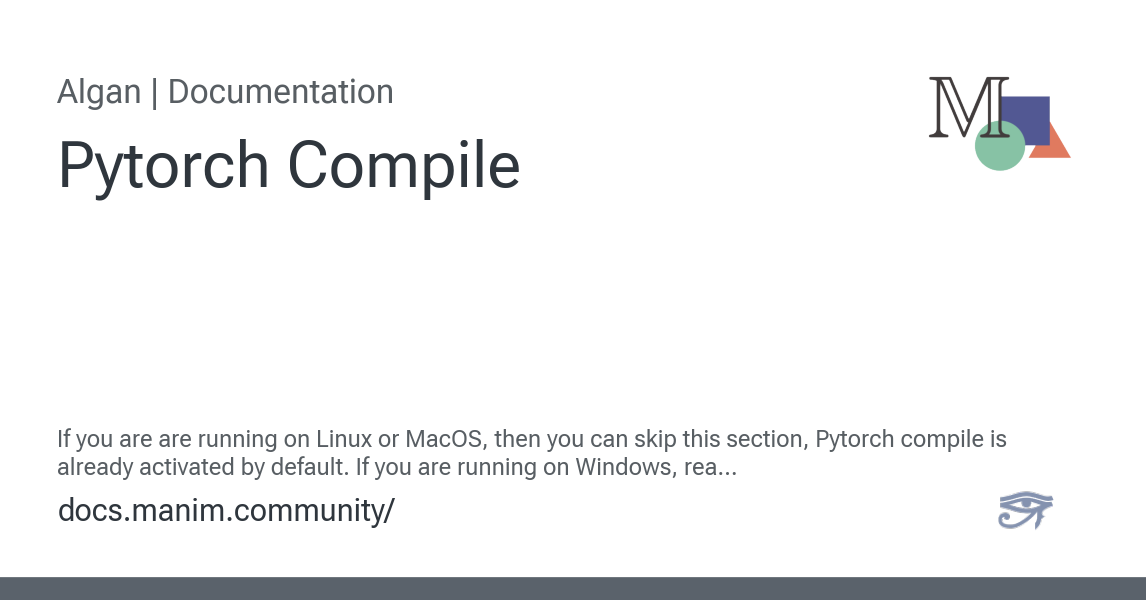 Algan | Documentation
Pytorch Compile
M
If you are are running on Linux or MacOS, then you can skip this section, Pytorch compile is
already activated by default. If you are running on Windows, rea...
docs.manim.community/